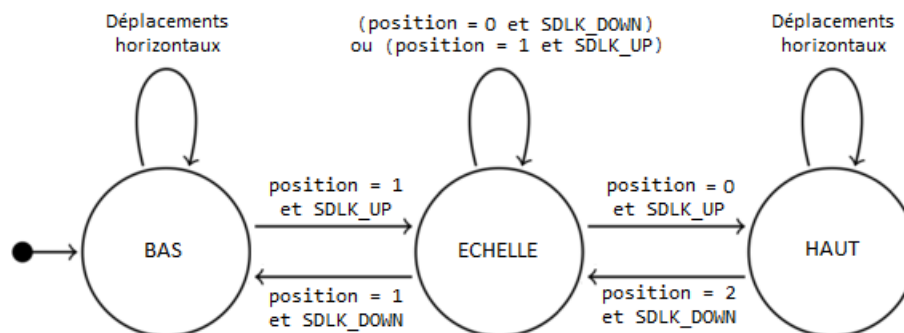 Déplacements
horizontaux
(position = 0 et SDLK_DOWN)
ou (position = 1 et SDLK_UP)
Déplacements
horizontaux
position = 1
et SDLK_UP
position = 0
et SDLK_UP
BAS
ECHELLE
HAUT
position = 1
et SDLK_DOWN
position = 2
et SDLK_DOWN